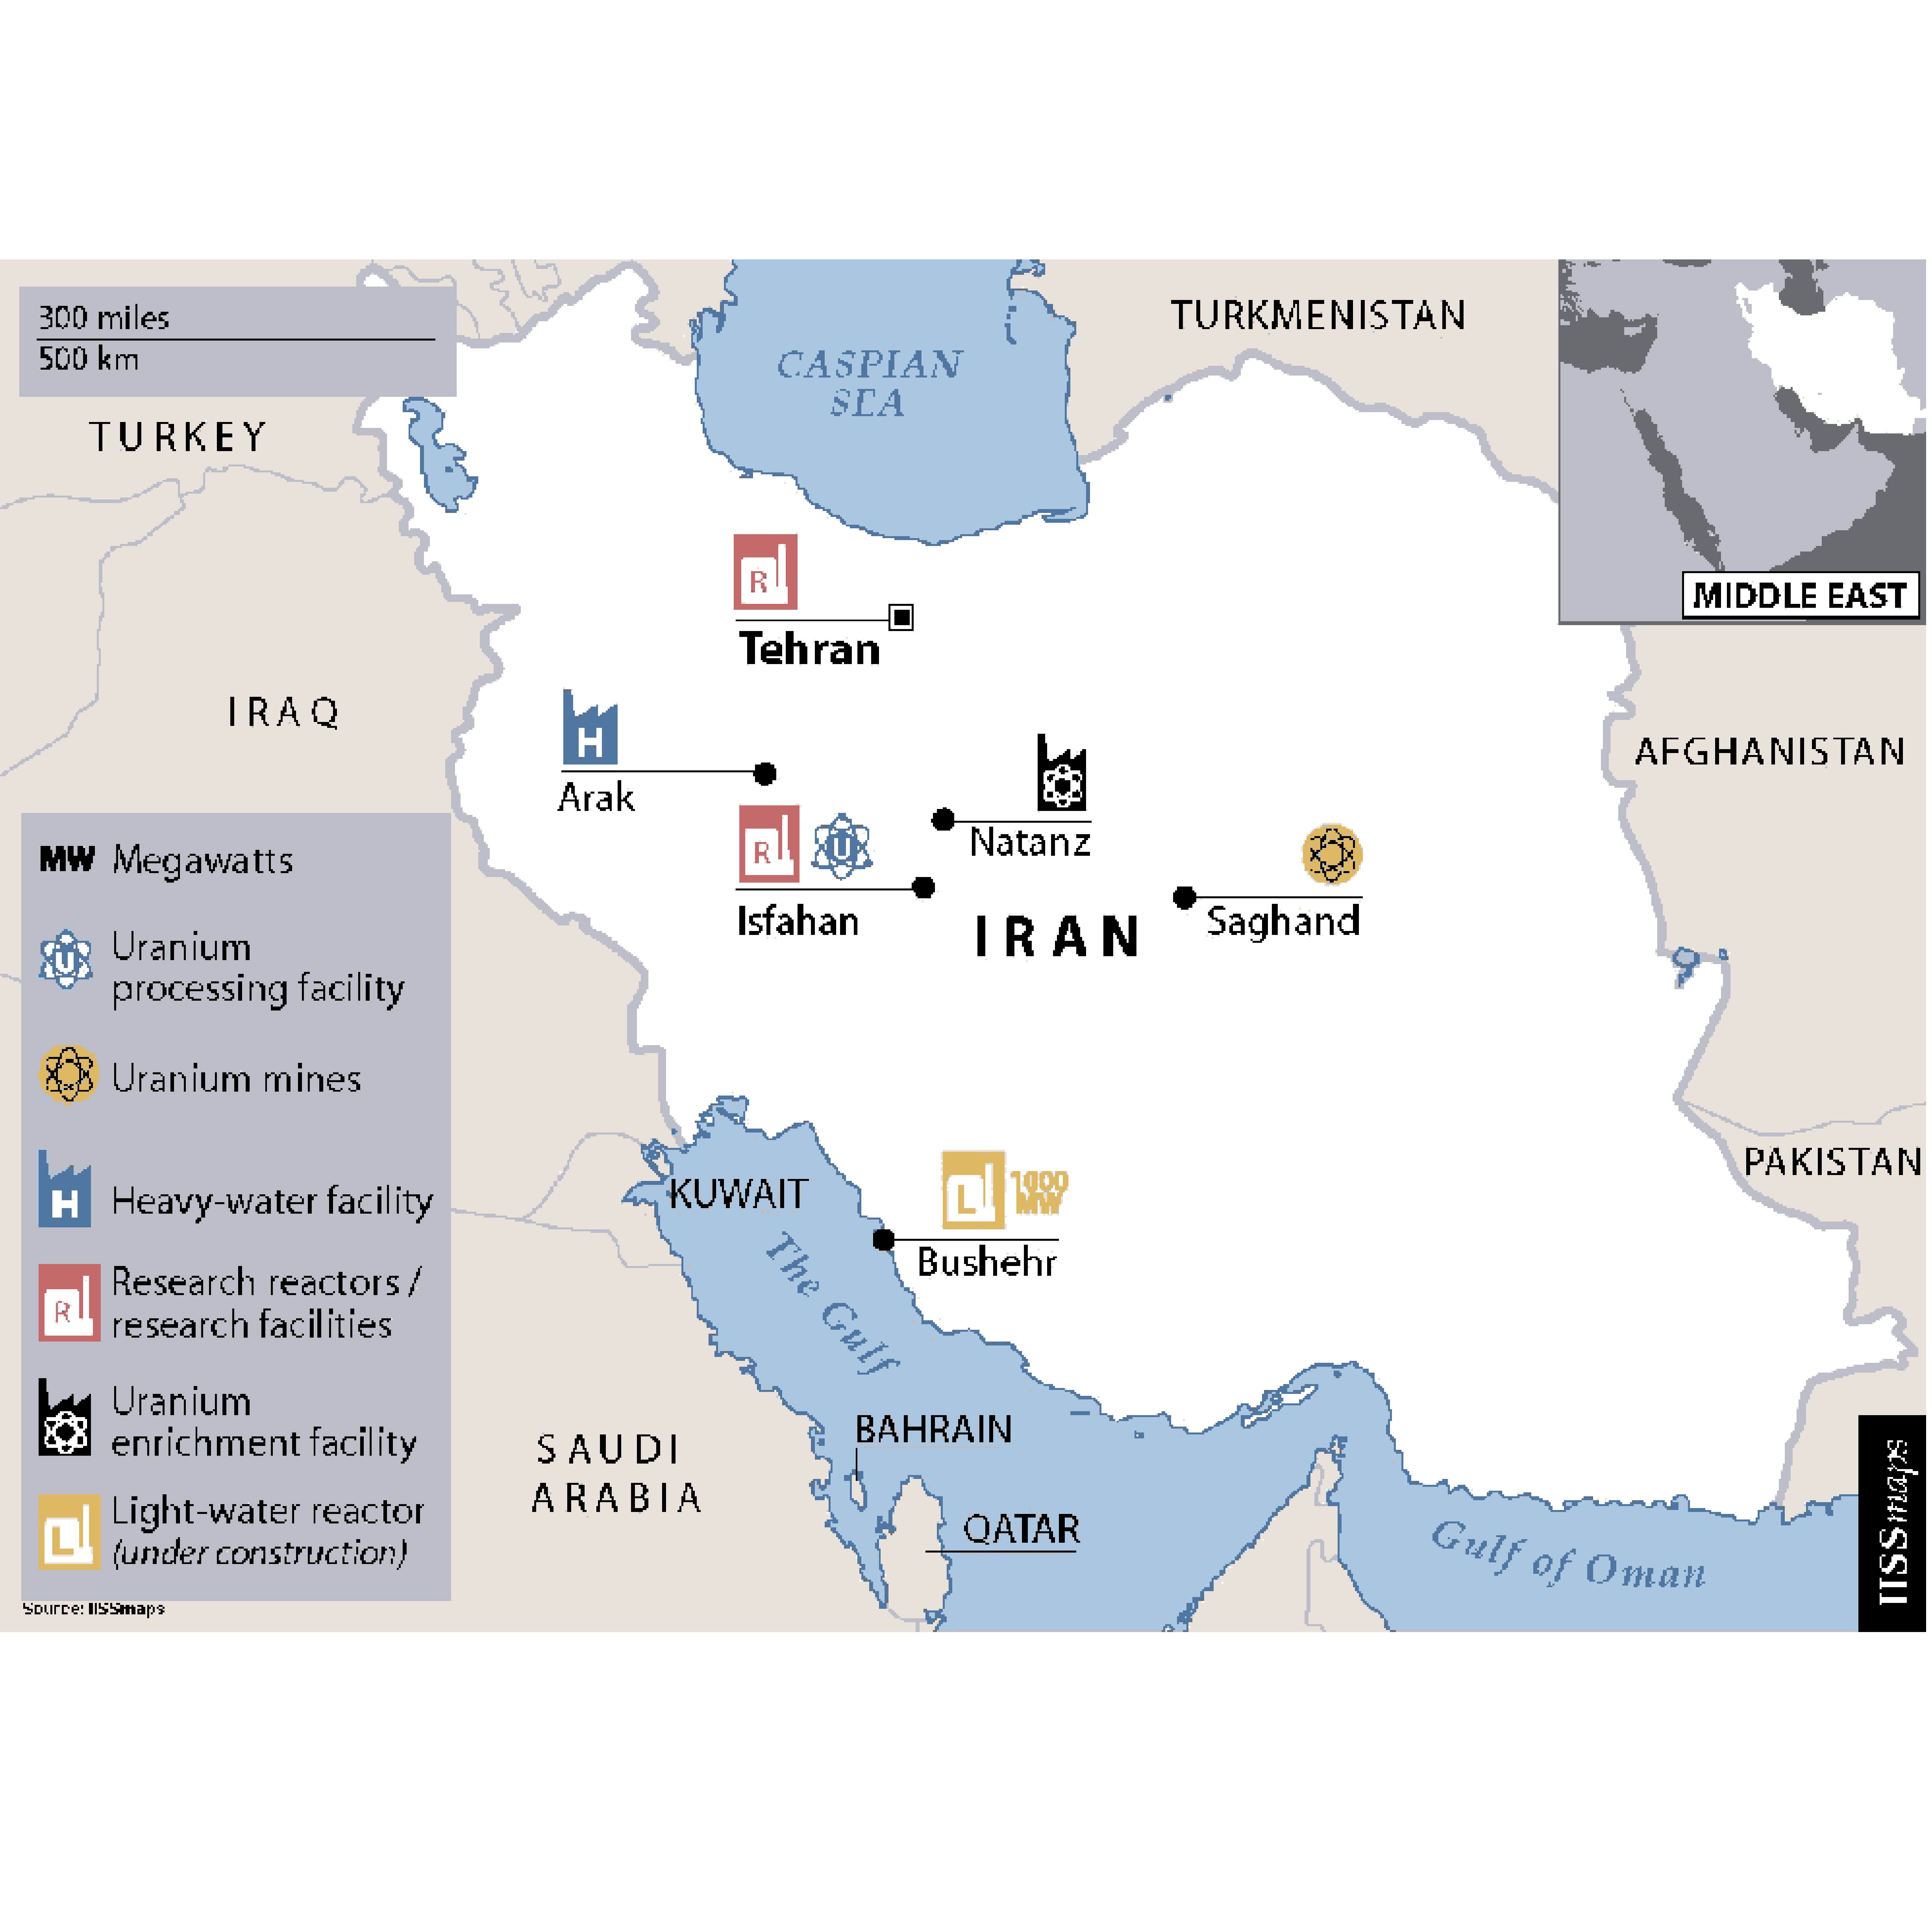 300 miles
500 km
TURKEY
CASPIAN
SEA
TURKMENISTAN
MIDDLE EAST
R
Tehran
IRAQ
H
Arak
Natanz
AFGHANISTAN
R U
Isfahan
IRAN
Saghand
MW Megawatts
U Uranium
processing facility
Uranium mines
H Heavy-water facility
R Research reactors /
research facilities
Uranium
enrichment facility
L Light-water reactor
(under construction)
Source: IISSmaps
KUWAIT
The Gulf
L 1000
MW
Bushehr
PAKISTAN
SAUDI
ARABIA
BAHRAIN
QATAR
Gulf of Oman
IISSmaps